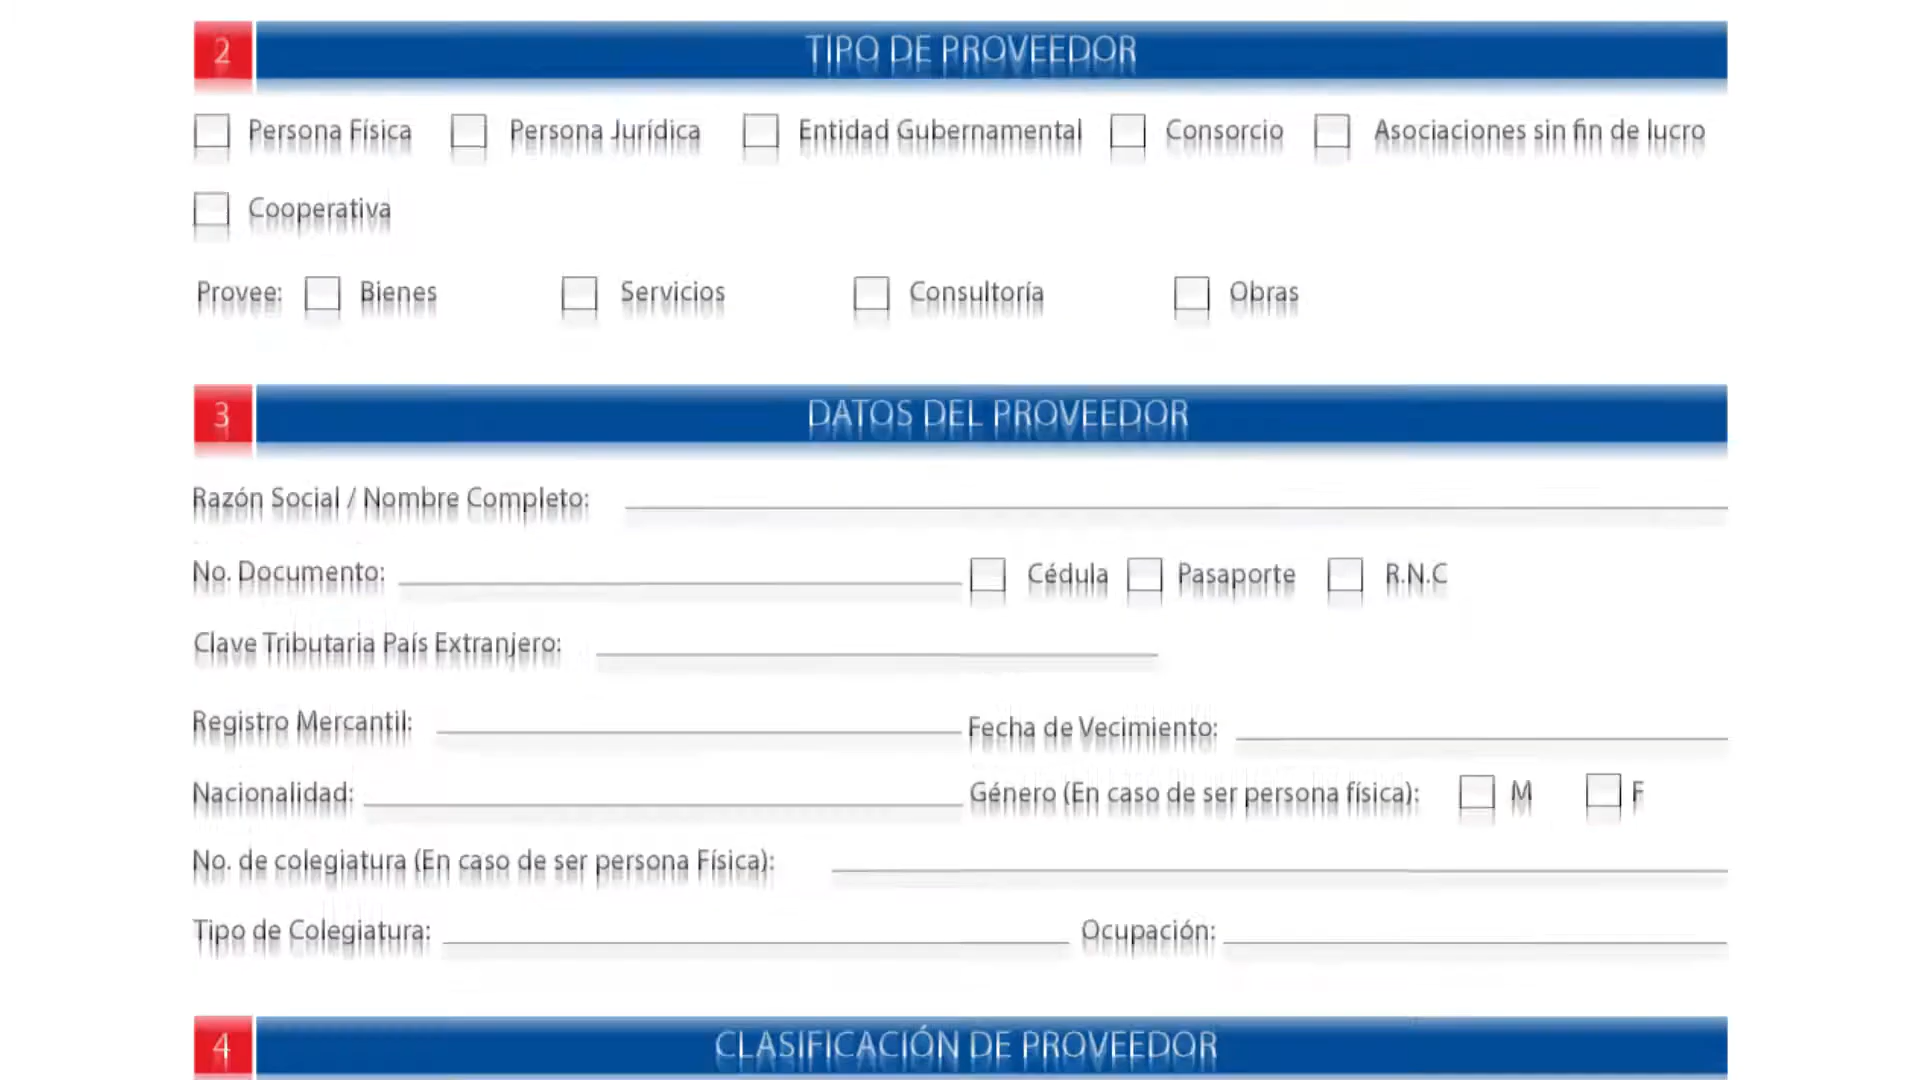 2 TIPO DE PROVEEDOR
Persona Física Persona Jurídica Entidad Gubernamental Consorcio Asociaciones sin fin de lucro
Cooperativa
Provee: Bienes Servicios Consultoría Obras
3 DATOS DEL PROVEEDOR
Razón Social / Nombre Completo:
No. Documento: Cédula Pasaporte R.N.C
Clave Tributaria País Extranjero:
Registro Mercantil: Fecha de Vecimiento:
Nacionalidad: Género (En caso de ser persona física): M F
No. de colegiatura (En caso de ser persona Física):
Tipo de Colegiatura: Ocupación:
4 CLASIFICACIÓN DE PROVEEDOR